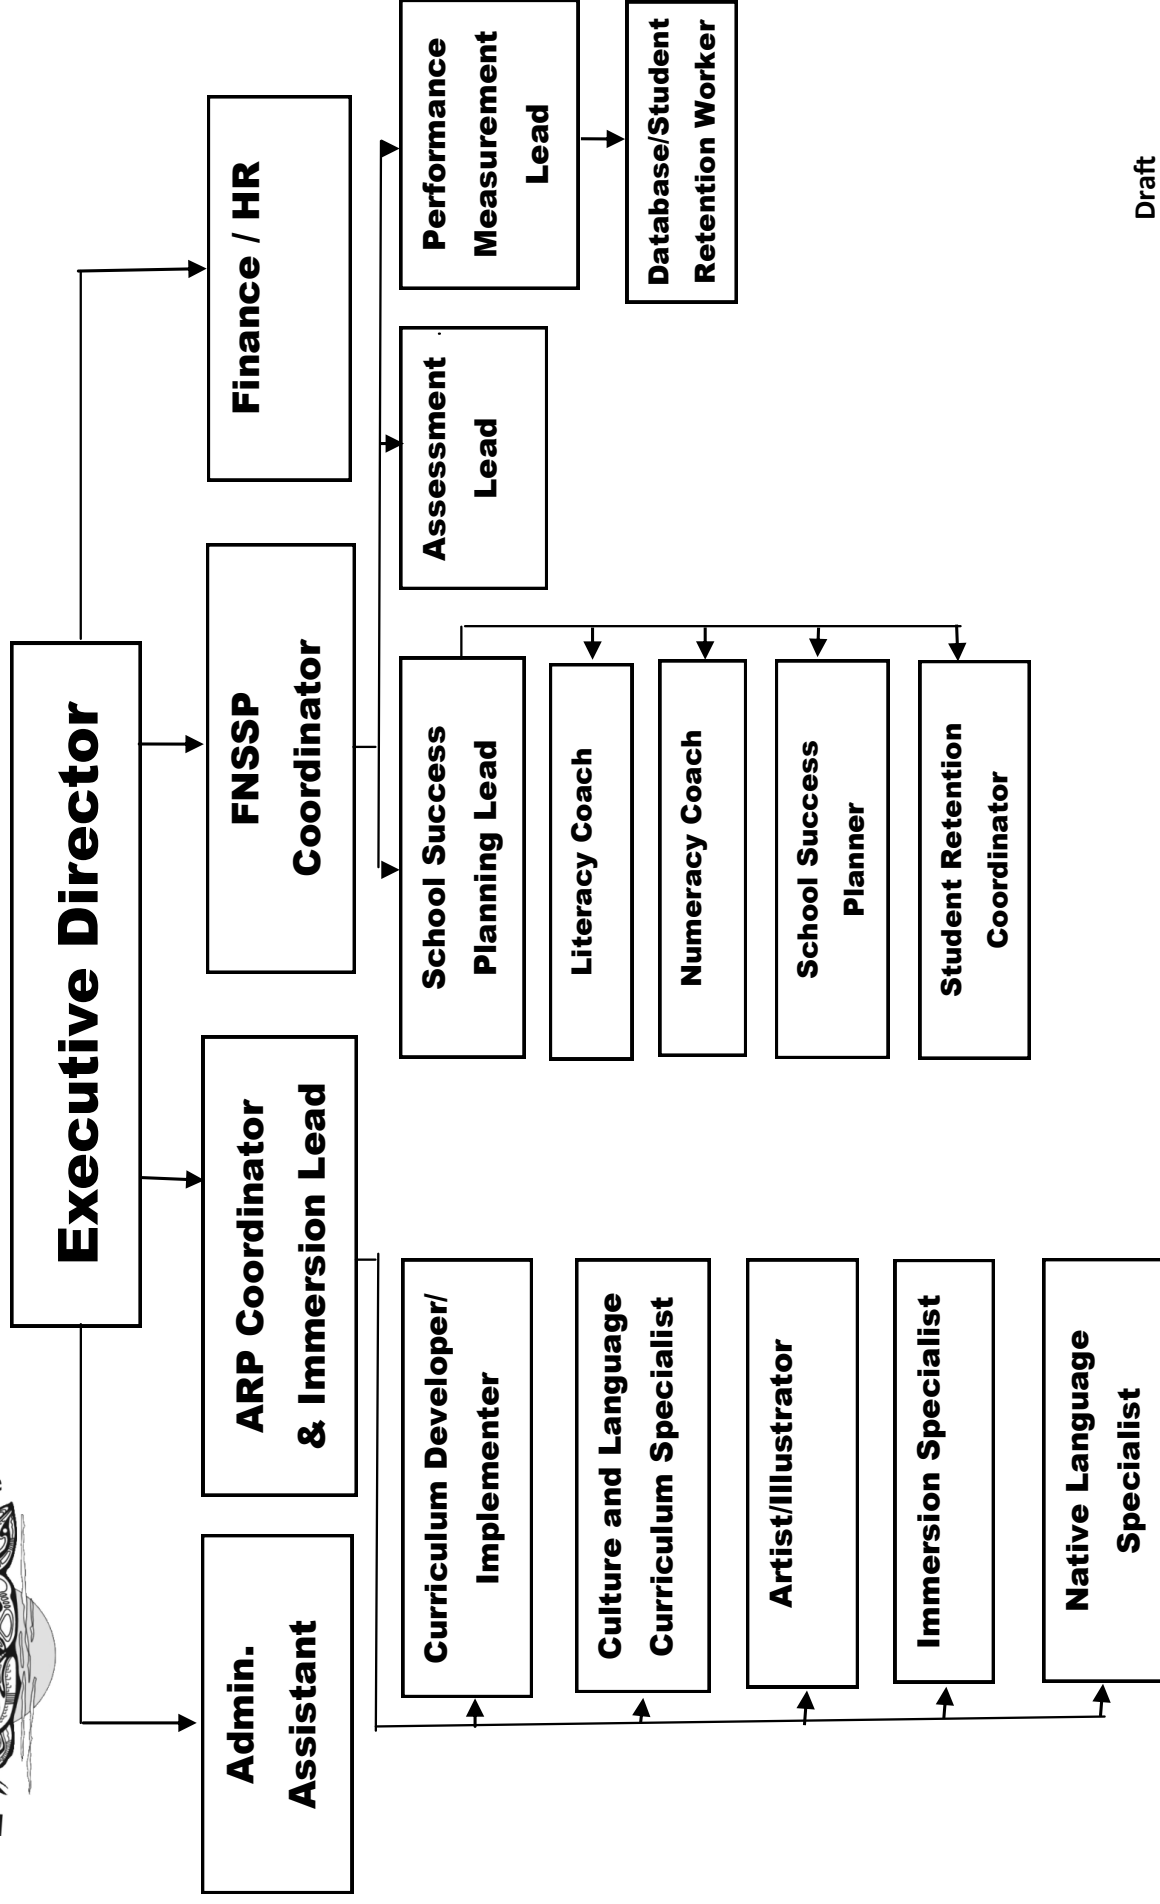 Executive Director
Admin.
Assistant
ARP Coordinator
& Immersion Lead
FNSSP
Coordinator
Finance / HR
Curriculum Developer/
Implementer
Culture and Language
Curriculum Specialist
Artist/Illustrator
Immersion Specialist
Native Language
Specialist
School Success
Planning Lead
Literacy Coach
Numeracy Coach
School Success
Planner
Student Retention
Coordinator
Assessment
Lead
Performance
Measurement
Lead
Database/Student
Retention Worker
Draft